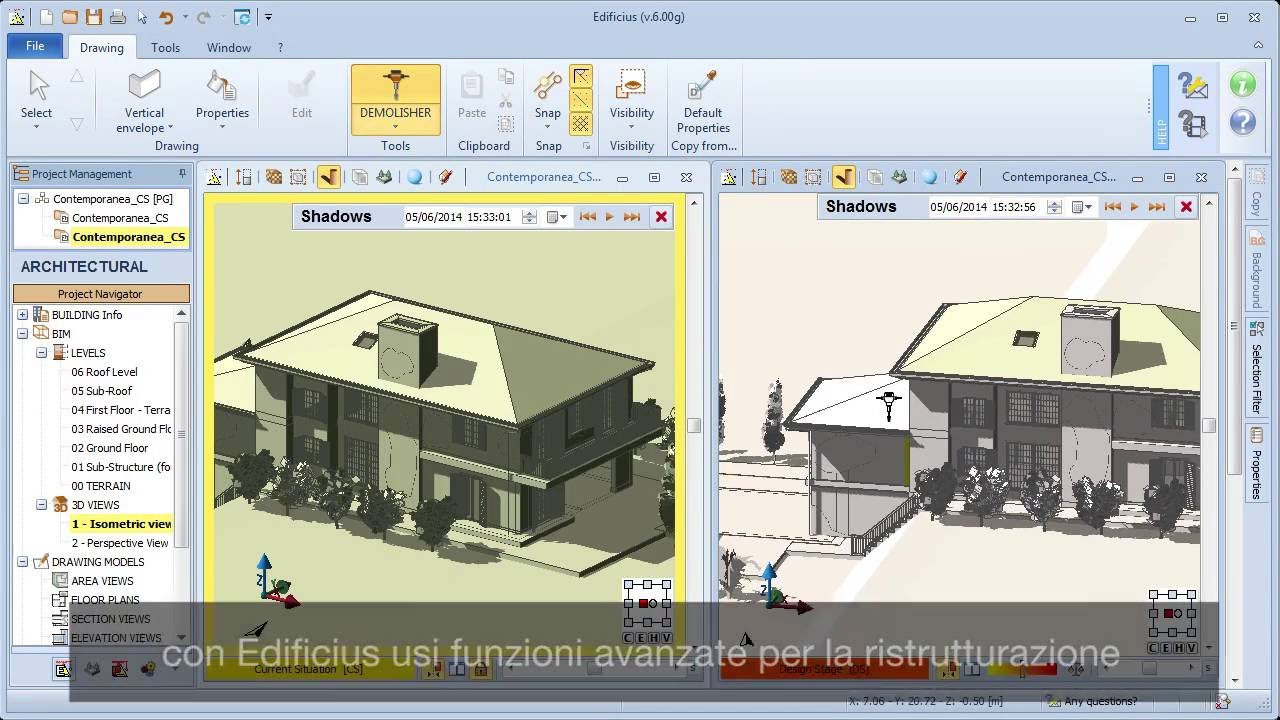 Edificius (v.6.00g)
File
Drawing
Tools
Window
?
Select
Vertical
envelope
Properties
Edit
DEMOLISHER
Paste
Snap
Visibility
Default
Properties
Drawing
Tools
Clipboard
Snap
Visibility
Copy from...
HELP
Project Management
Contemporanea_CS [PG]
Contemporanea_CS
Contemporanea_CS
ARCHITECTURAL
Project Navigator
BUILDING Info
BIM
LEVELS
06 Roof Level
05 Sub-Roof
04 First Floor - Terra
03 Raised Ground Flo
02 Ground Floor
01 Sub-Structure (fo
00 TERRAIN
3D VIEWS
1 - Isometric view
2 - Perspective View
DRAWING MODELS
AREA VIEWS
FLOOR PLANS
SECTION VIEWS
ELEVATION VIEWS
Contemporanea_CS...
Shadows
05/06/2014 15:33:01
Z
C E H V
Current Situation [CS]
Contemporanea_CS...
Shadows
05/06/2014 15:32:56
Z
C E H V
Design Stage [DS]
Copy
BG
Background
Selection Filter
Properties
con Edificius usi funzioni avanzate per la ristrutturazione
X: 7.06 - Y: 20.72 - Z: -0.50 [m]
Any questions?